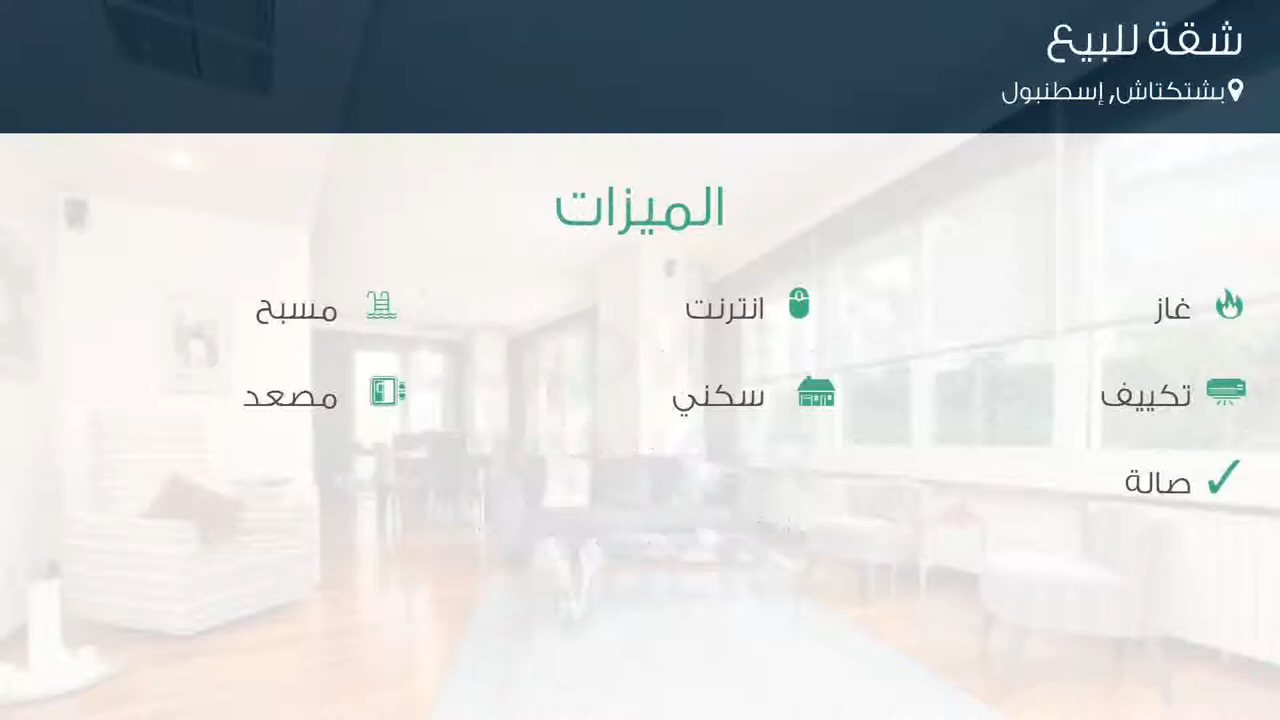 شقة للبيع
بشتكتاش, إسطنبول
الميزات
غاز
انترنت
مسبح
تكييف
سكني
مصعد
صالة